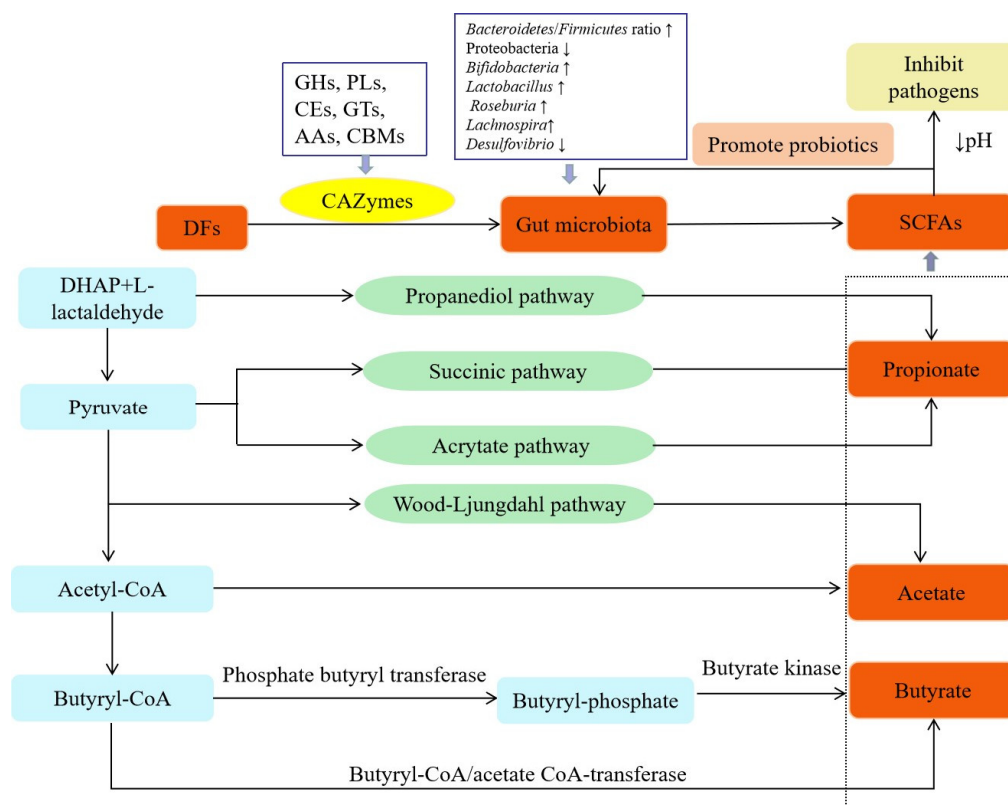 Bacteroidetes/Firmicutes ratio ↑
Proteobacteria ↓
Bifidobacteria ↑
Lactobacillus ↑
Roseburia ↑
Lachnospira↑
Desulfovibrio ↓
GHs, PLs,
CEs, GTs,
AAs, CBMs
Inhibit
pathogens
Promote probiotics
↓pH
CAZymes
DFs
Gut microbiota
SCFAs
DHAP+L-
lactaldehyde
Propanediol pathway
Succinic pathway
Propionate
Pyruvate
Acrytate pathway
Wood-Ljungdahl pathway
Acetyl-CoA
Acetate
Phosphate butyryl transferase
Butyrate kinase
Butyryl-CoA
Butyryl-phosphate
Butyrate
Butyryl-CoA/acetate CoA-transferase